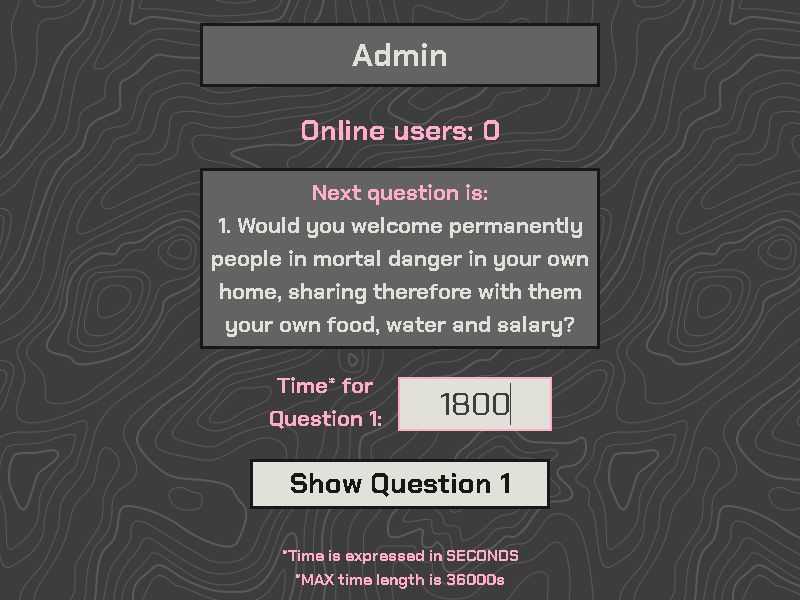 Admin
Online users: 0
Next question is:
1. Would you welcome permanently
people in mortal danger in your own
home, sharing therefore with them
your own food, water and salary?
Time* for
Question 1:
1800
Show Question 1
*Time is expressed in SECONDS
*MAX time length is 36000s